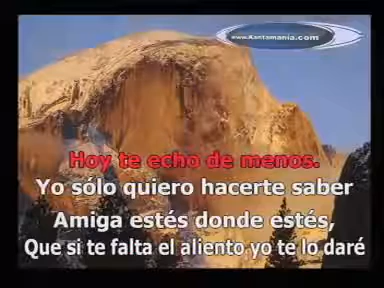 www.Kantomania.com
Hoy te echo de menos.
Yo sólo quiero hacerte saber
Amiga estés donde estés,
Que si te falta el aliento yo te lo daré